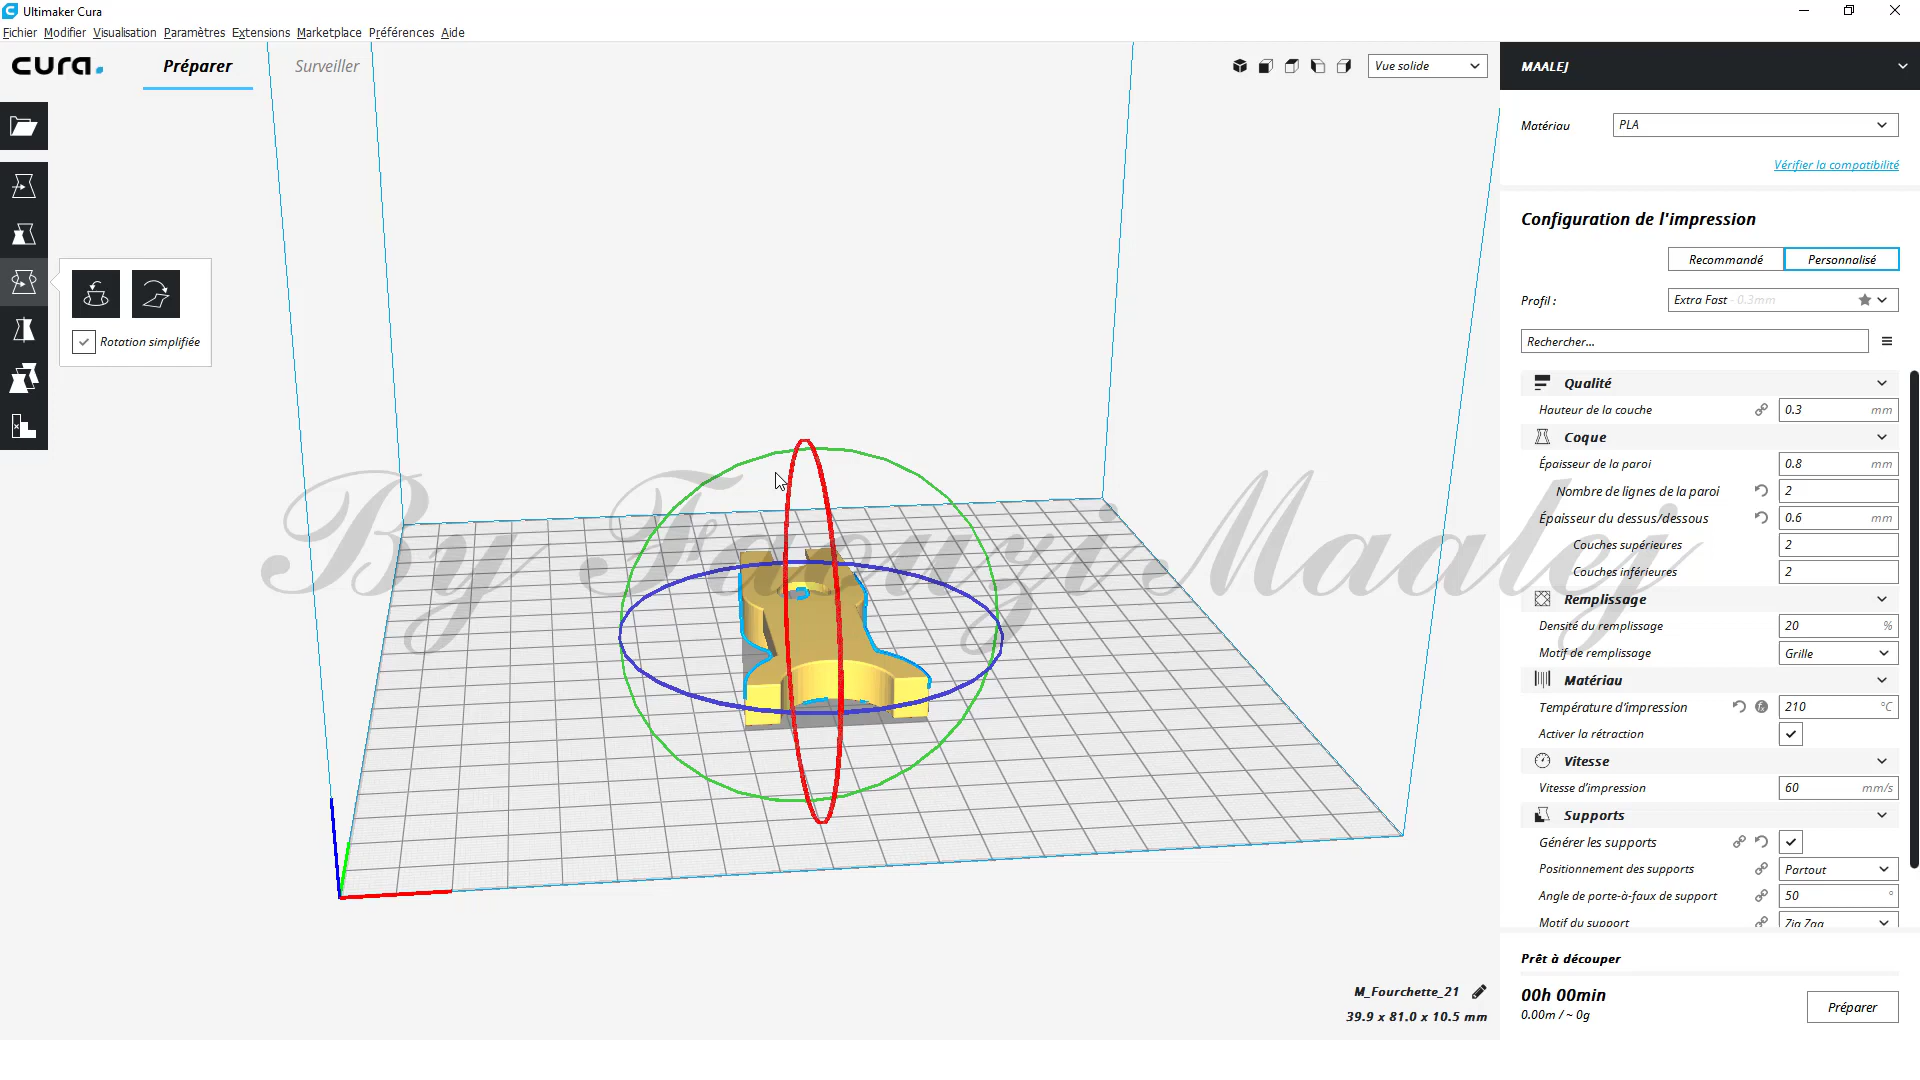 Ultimaker Cura
Fichier Modifier Visualisation Paramètres Extensions Marketplace Préférences Aide
cura. Préparer Surveiller Vue solide MAALEJ
Matériau PLA
Vérifier la compatibilité
Configuration de l'impression
Recommandé Personnalisé
Profil : Extra Fast - 0.3mm
Rotation simplifiée
Rechercher...
Qualité
Hauteur de la couche 0.3 mm
Coque
Épaisseur de la paroi 0.8 mm
Nombre de lignes de la paroi 2
Épaisseur du dessus/dessous 0.6 mm
Couches supérieures 2
Couches inférieures 2
By Faouzi Maalej
Remplissage
Densité du remplissage 20 %
Motif de remplissage Grille
Matériau
Température d'impression 210 °C
Activer la rétraction
Vitesse
Vitesse d'impression 60 mm/s
Supports
Générer les supports
Positionnement des supports Partout
Angle de porte-à-faux de support 50 °
Motif du support Zig Zag
Prêt à découper
M_Fourchette_21
39.9 x 81.0 x 10.5 mm
00h 00min
0.00m / ~ 0g
Préparer